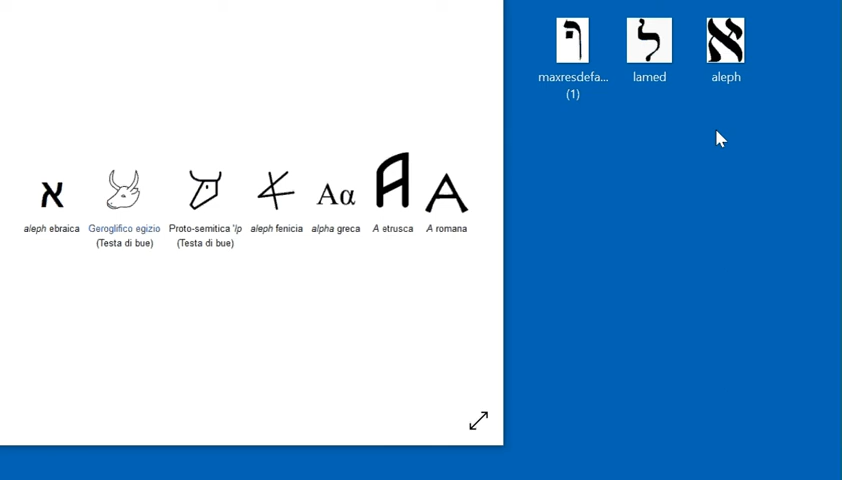 א Aα A A
aleph ebraica Geroglifico egizio Proto-semitica 'lp aleph fenicia alpha greca A etrusca A romana
(Testa di bue) (Testa di bue)
ף ל א
maxresdefa... lamed aleph
(1)